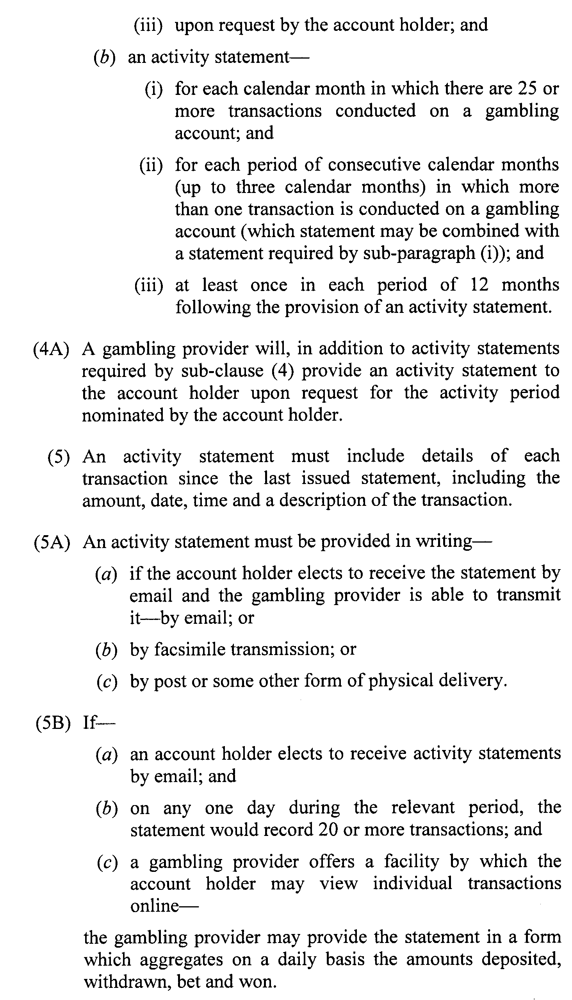 (iii) upon request by the account holder; and
(b) an activity statement—
(i) for each calendar month in which there are 25 or
more transactions conducted on a gambling
account; and
(ii) for each period of consecutive calendar months
(up to three calendar months) in which more
than one transaction is conducted on a gambling
account (which statement may be combined with
a statement required by sub-paragraph (i)); and
(iii) at least once in each period of 12 months
following the provision of an activity statement.
(4A) A gambling provider will, in addition to activity statements
required by sub-clause (4) provide an activity statement to
the account holder upon request for the activity period
nominated by the account holder.
(5) An activity statement must include details of each
transaction since the last issued statement, including the
amount, date, time and a description of the transaction.
(5A) An activity statement must be provided in writing—
(a) if the account holder elects to receive the statement by
email and the gambling provider is able to transmit
it—by email; or
(b) by facsimile transmission; or
(c) by post or some other form of physical delivery.
(5B) If—
(a) an account holder elects to receive activity statements
by email; and
(b) on any one day during the relevant period, the
statement would record 20 or more transactions; and
(c) a gambling provider offers a facility by which the
account holder may view individual transactions
online—
the gambling provider may provide the statement in a form
which aggregates on a daily basis the amounts deposited,
withdrawn, bet and won.